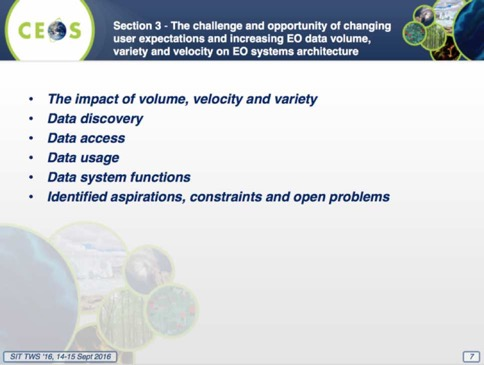 CEOS
Section 3 - The challenge and opportunity of changing
user expectations and increasing EO data volume,
variety and velocity on EO systems architecture
• The impact of volume, velocity and variety
• Data discovery
• Data access
• Data usage
• Data system functions
• Identified aspirations, constraints and open problems
SIT TWS '16, 14-15 Sept 2016
7